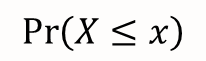 Pr(X ≤ x)